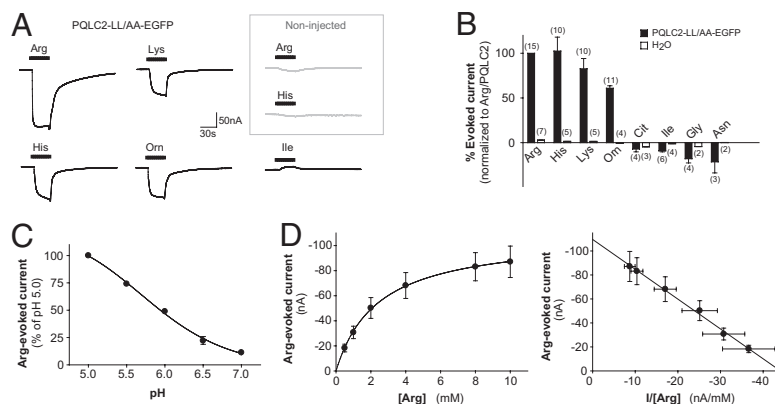 A
PQLC2-LL/AA-EGFP
Non-injected
Arg
Lys
Arg
His
50nA
30s
His
Orn
Ile
B
% Evoked current
(normalized to Arg/PQLC2)
100
50
0
PQLC2-LL/AA-EGFP
H2O
(15)
(10)
(10)
(11)
(7)
(5)
(5)
(4)
Cit
Ile
Gly
Asn
Arg
His
Lys
Orn
(4)
(3)
(6)
(4)
(4)
(2)
(3)
(2)
C
Arg-evoked current
(% of pH 5.0)
100
75
50
25
0
5.0
5.5
6.0
6.5
7.0
pH
D
Arg-evoked current
(nA)
-100
-80
-60
-40
-20
0
0
2
4
6
8
10
[Arg] (mM)
Arg-evoked current
(nA)
-100
-80
-60
-40
-20
0
0
-10
-20
-30
-40
I/[Arg] (nA/mM)